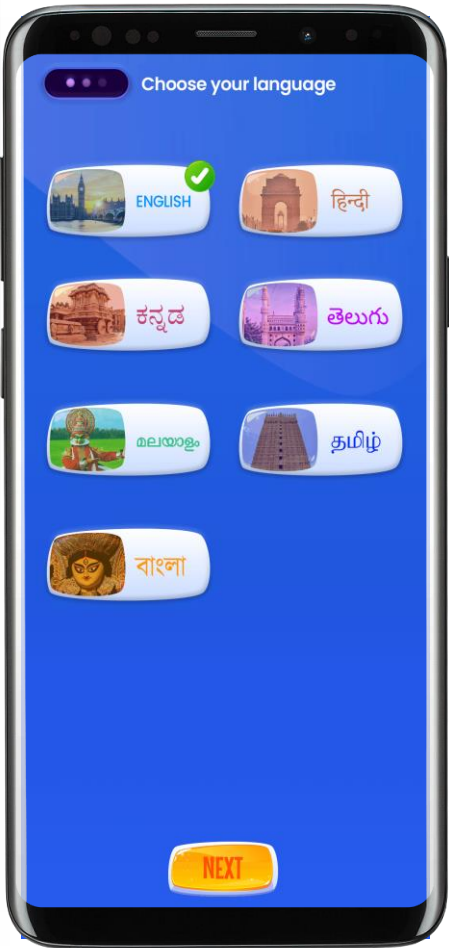 Choose your language
ENGLISH
हिन्दी
ಕನ್ನಡ
తెలుగు
മലയാളം
தமிழ்
বাংলা
NEXT